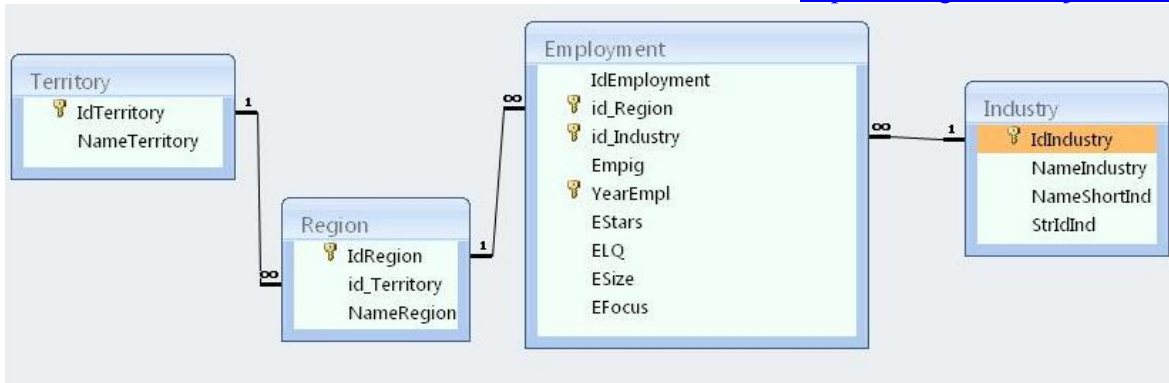 Territory
IdTerritory
NameTerritory
1
∞
Region
IdRegion
id_Territory
NameRegion
1
∞
Employment
IdEmployment
id_Region
id_Industry
Empig
YearEmpl
EStars
ELQ
ESize
EFocus
∞
1
Industry
IdIndustry
NameIndustry
NameShortInd
StrIdInd